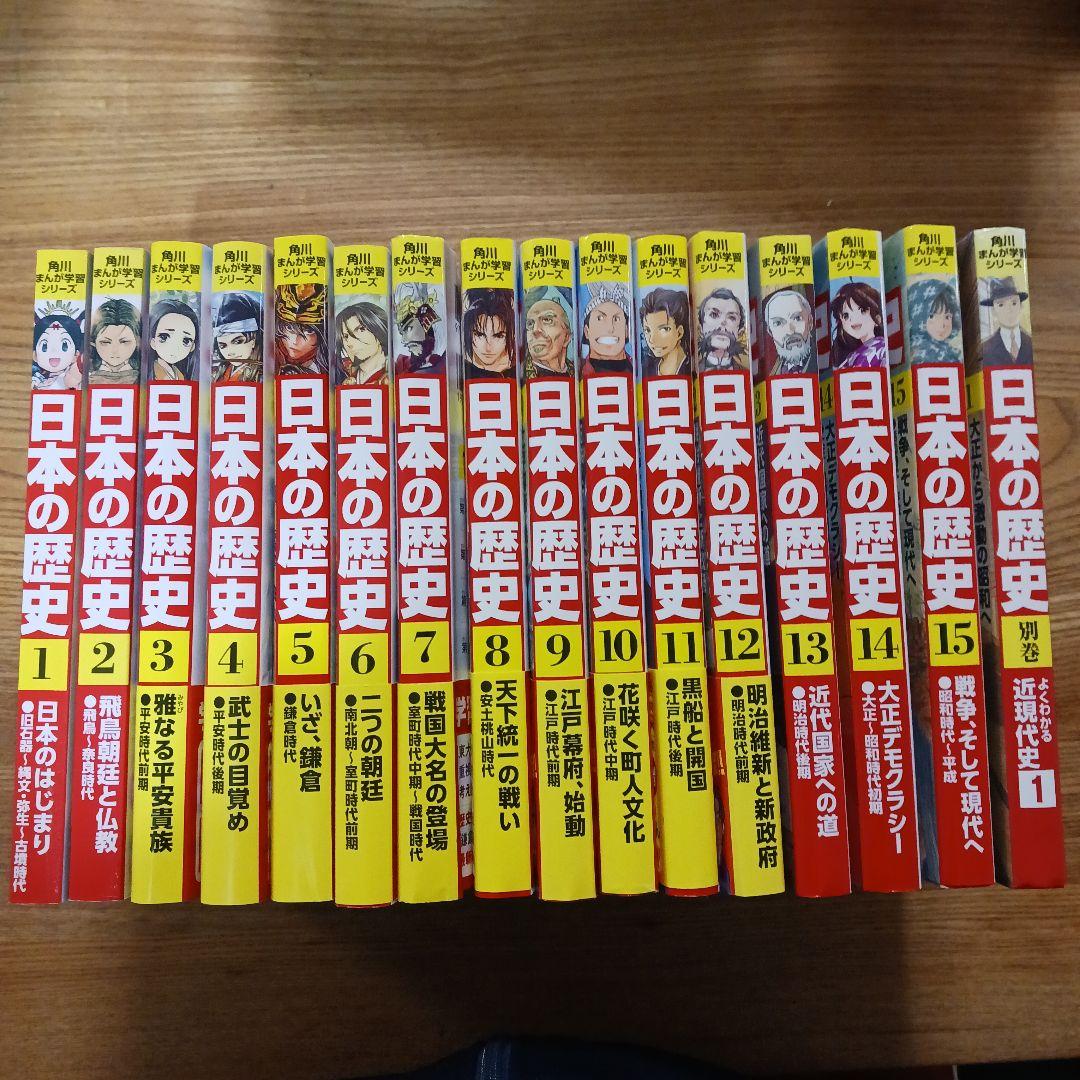 角川
まんが学習
シリーズ
日本の歴史
1
日本のはじまり
●旧石器~縄文・弥生~古墳時代
角川
まんが学習
シリーズ
日本の歴史
2
飛鳥朝廷と仏教
●飛鳥~奈良時代
角川
まんが学習
シリーズ
日本の歴史
3
雅なる平安貴族
みやび
●平安時代前期
角川
まんが学習
シリーズ
日本の歴史
4
武士の目覚め
●平安時代後期
角川
まんが学習
シリーズ
日本の歴史
5
いざ、鎌倉
●鎌倉時代
角川
まんが学習
シリーズ
日本の歴史
6
二つの朝廷
●南北朝~室町時代前期
角川
まんが学習
シリーズ
日本の歴史
7
戦国大名の登場
●室町時代中期~戦国時代
角川
まんが学習
シリーズ
日本の歴史
8
天下統一の戦い
●安土桃山時代
角川
まんが学習
シリーズ
日本の歴史
9
江戸幕府、始動
●江戸時代前期
角川
まんが学習
シリーズ
日本の歴史
10
花咲く町人文化
●江戸時代中期
角川
まんが学習
シリーズ
日本の歴史
11
黒船と開国
●江戸時代後期
角川
まんが学習
シリーズ
日本の歴史
12
明治維新と新政府
●明治時代前期
角川
まんが学習
シリーズ
日本の歴史
13
近代国家への道
●明治時代後期
14
大正デモクラシー
角川
まんが学習
シリーズ
日本の歴史
14
大正デモクラシー
●大正~昭和時代初期
15
戦争、そして現代へ
角川
まんが学習
シリーズ
日本の歴史
15
戦争、そして現代へ
●昭和時代~平成
1
大正から激動の昭和へ
角川
まんが学習
シリーズ
日本の歴史
別巻
よくわかる
近現代史
1